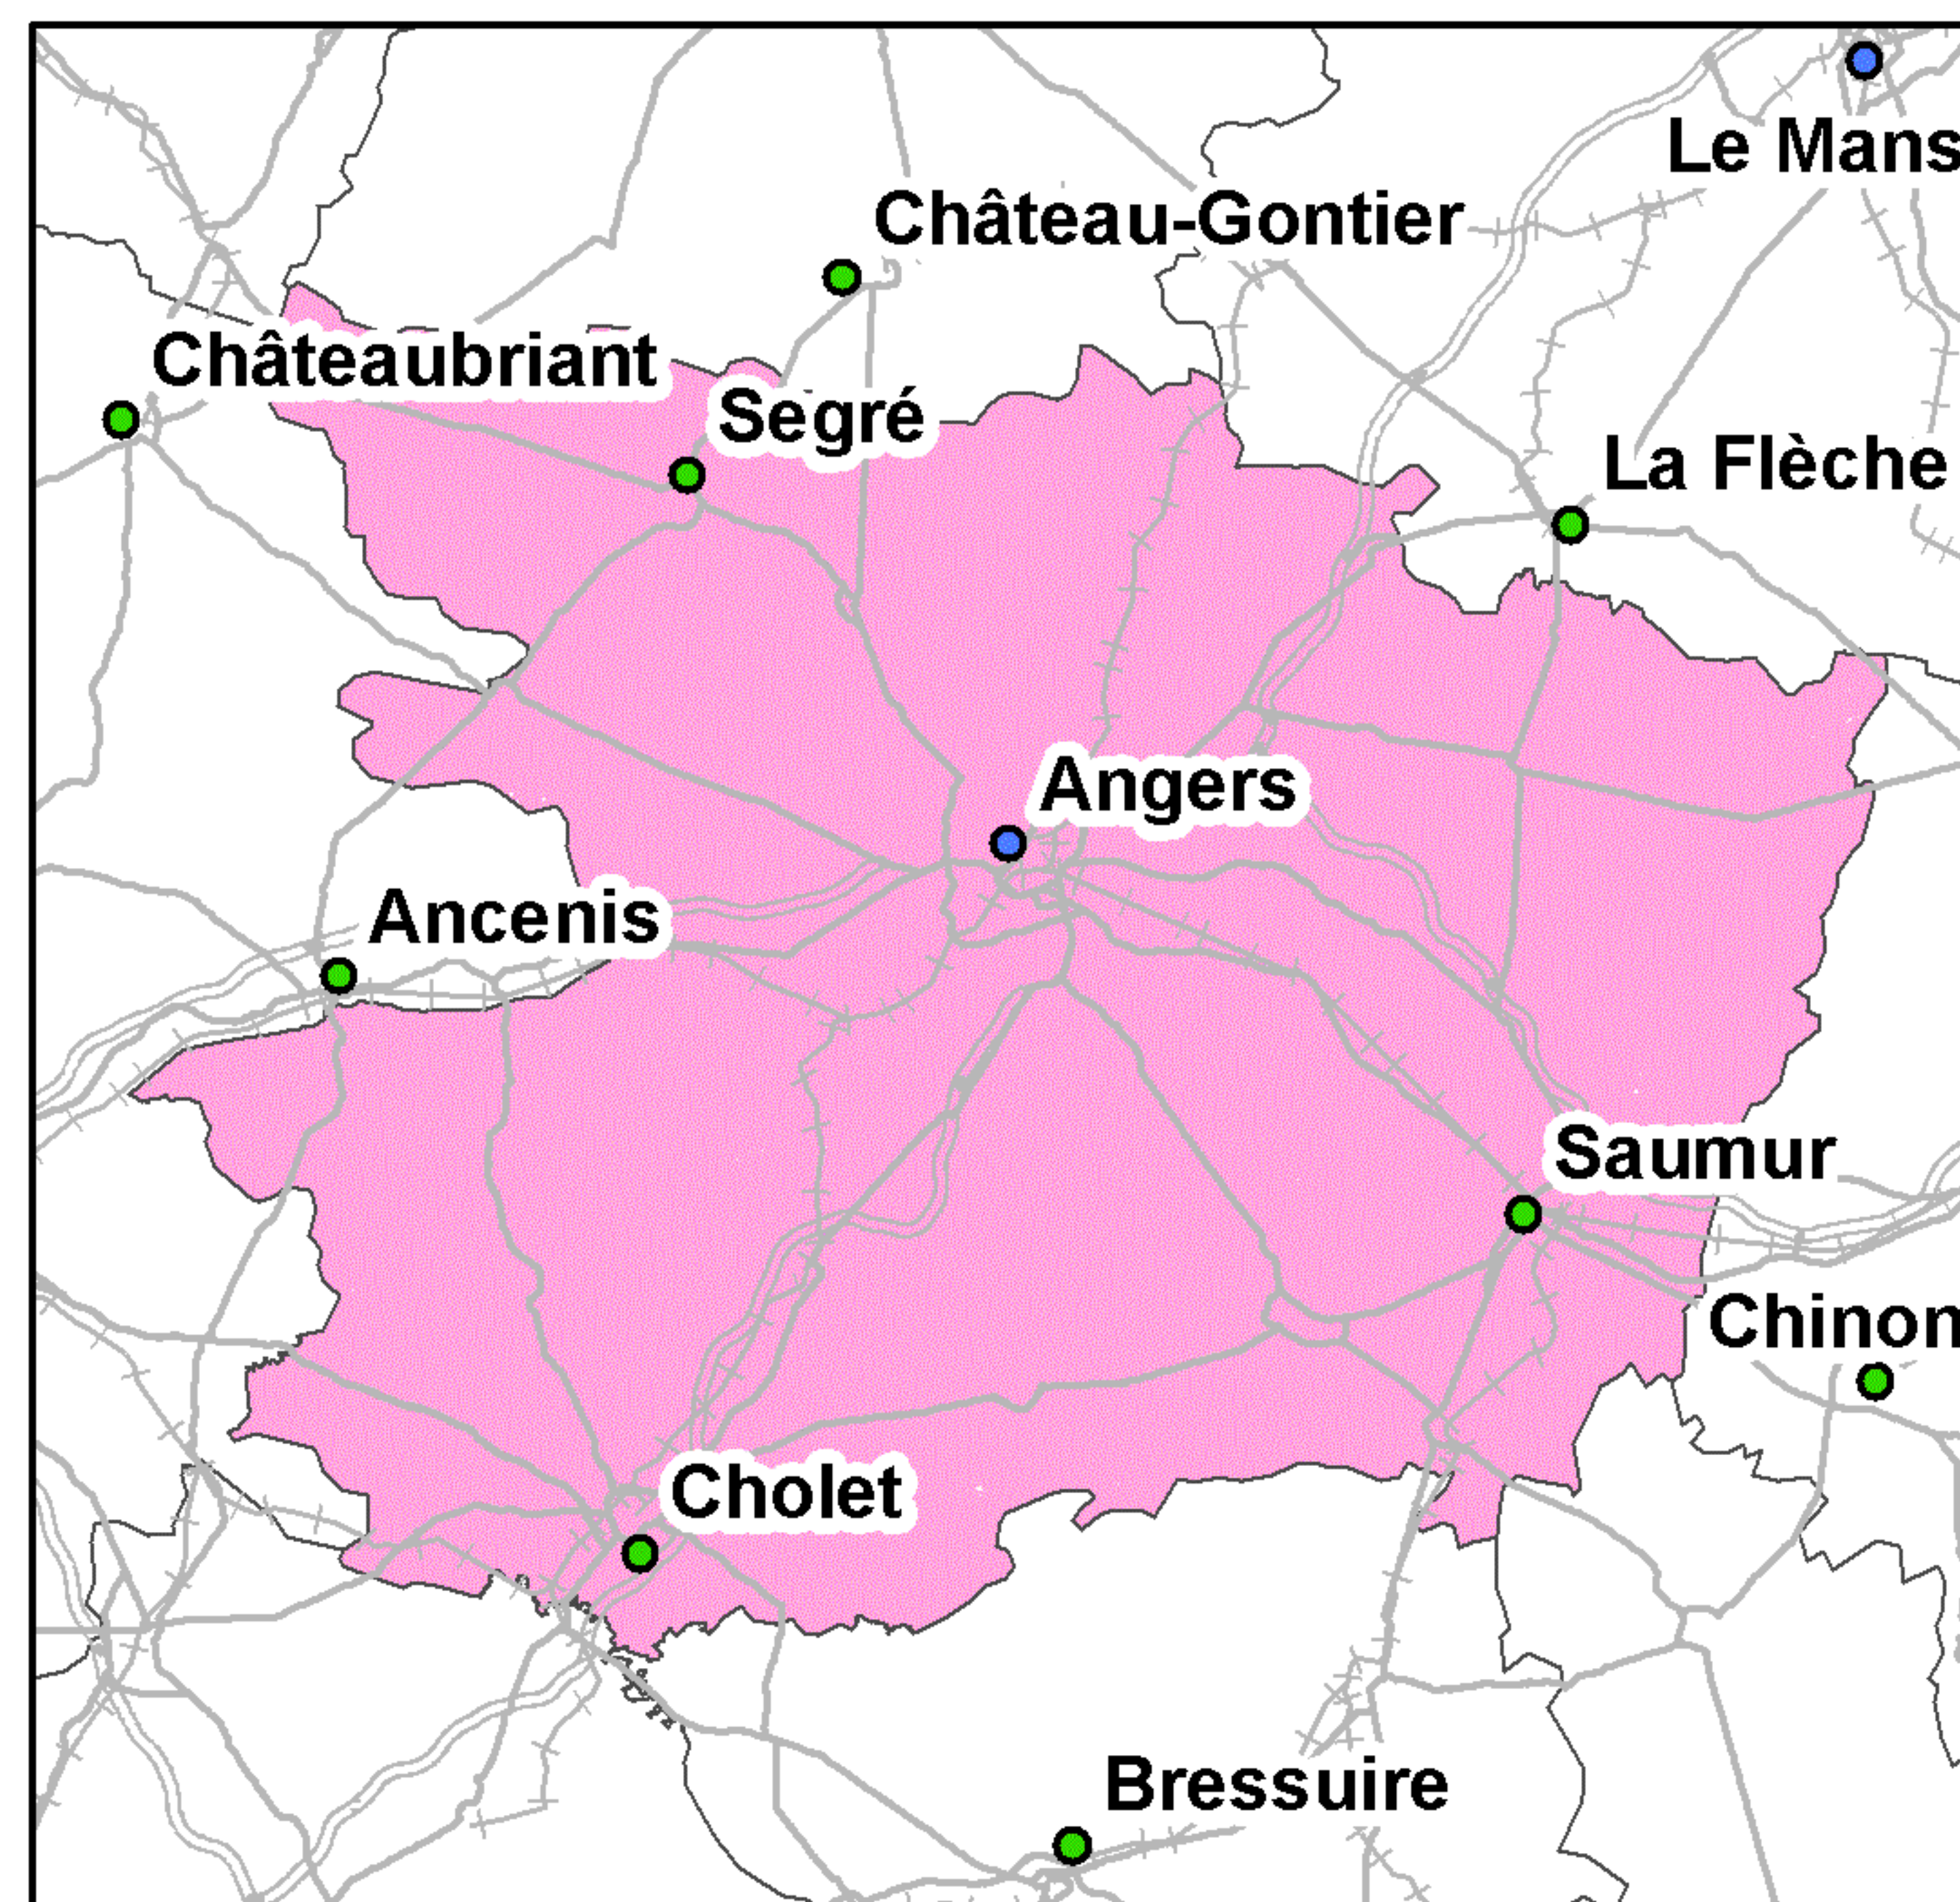 Le Mans
Château-Gontier
Châteaubriant
Segré
La Flèche
Angers
Ancenis
Saumur
Chinon
Cholet
Bressuire